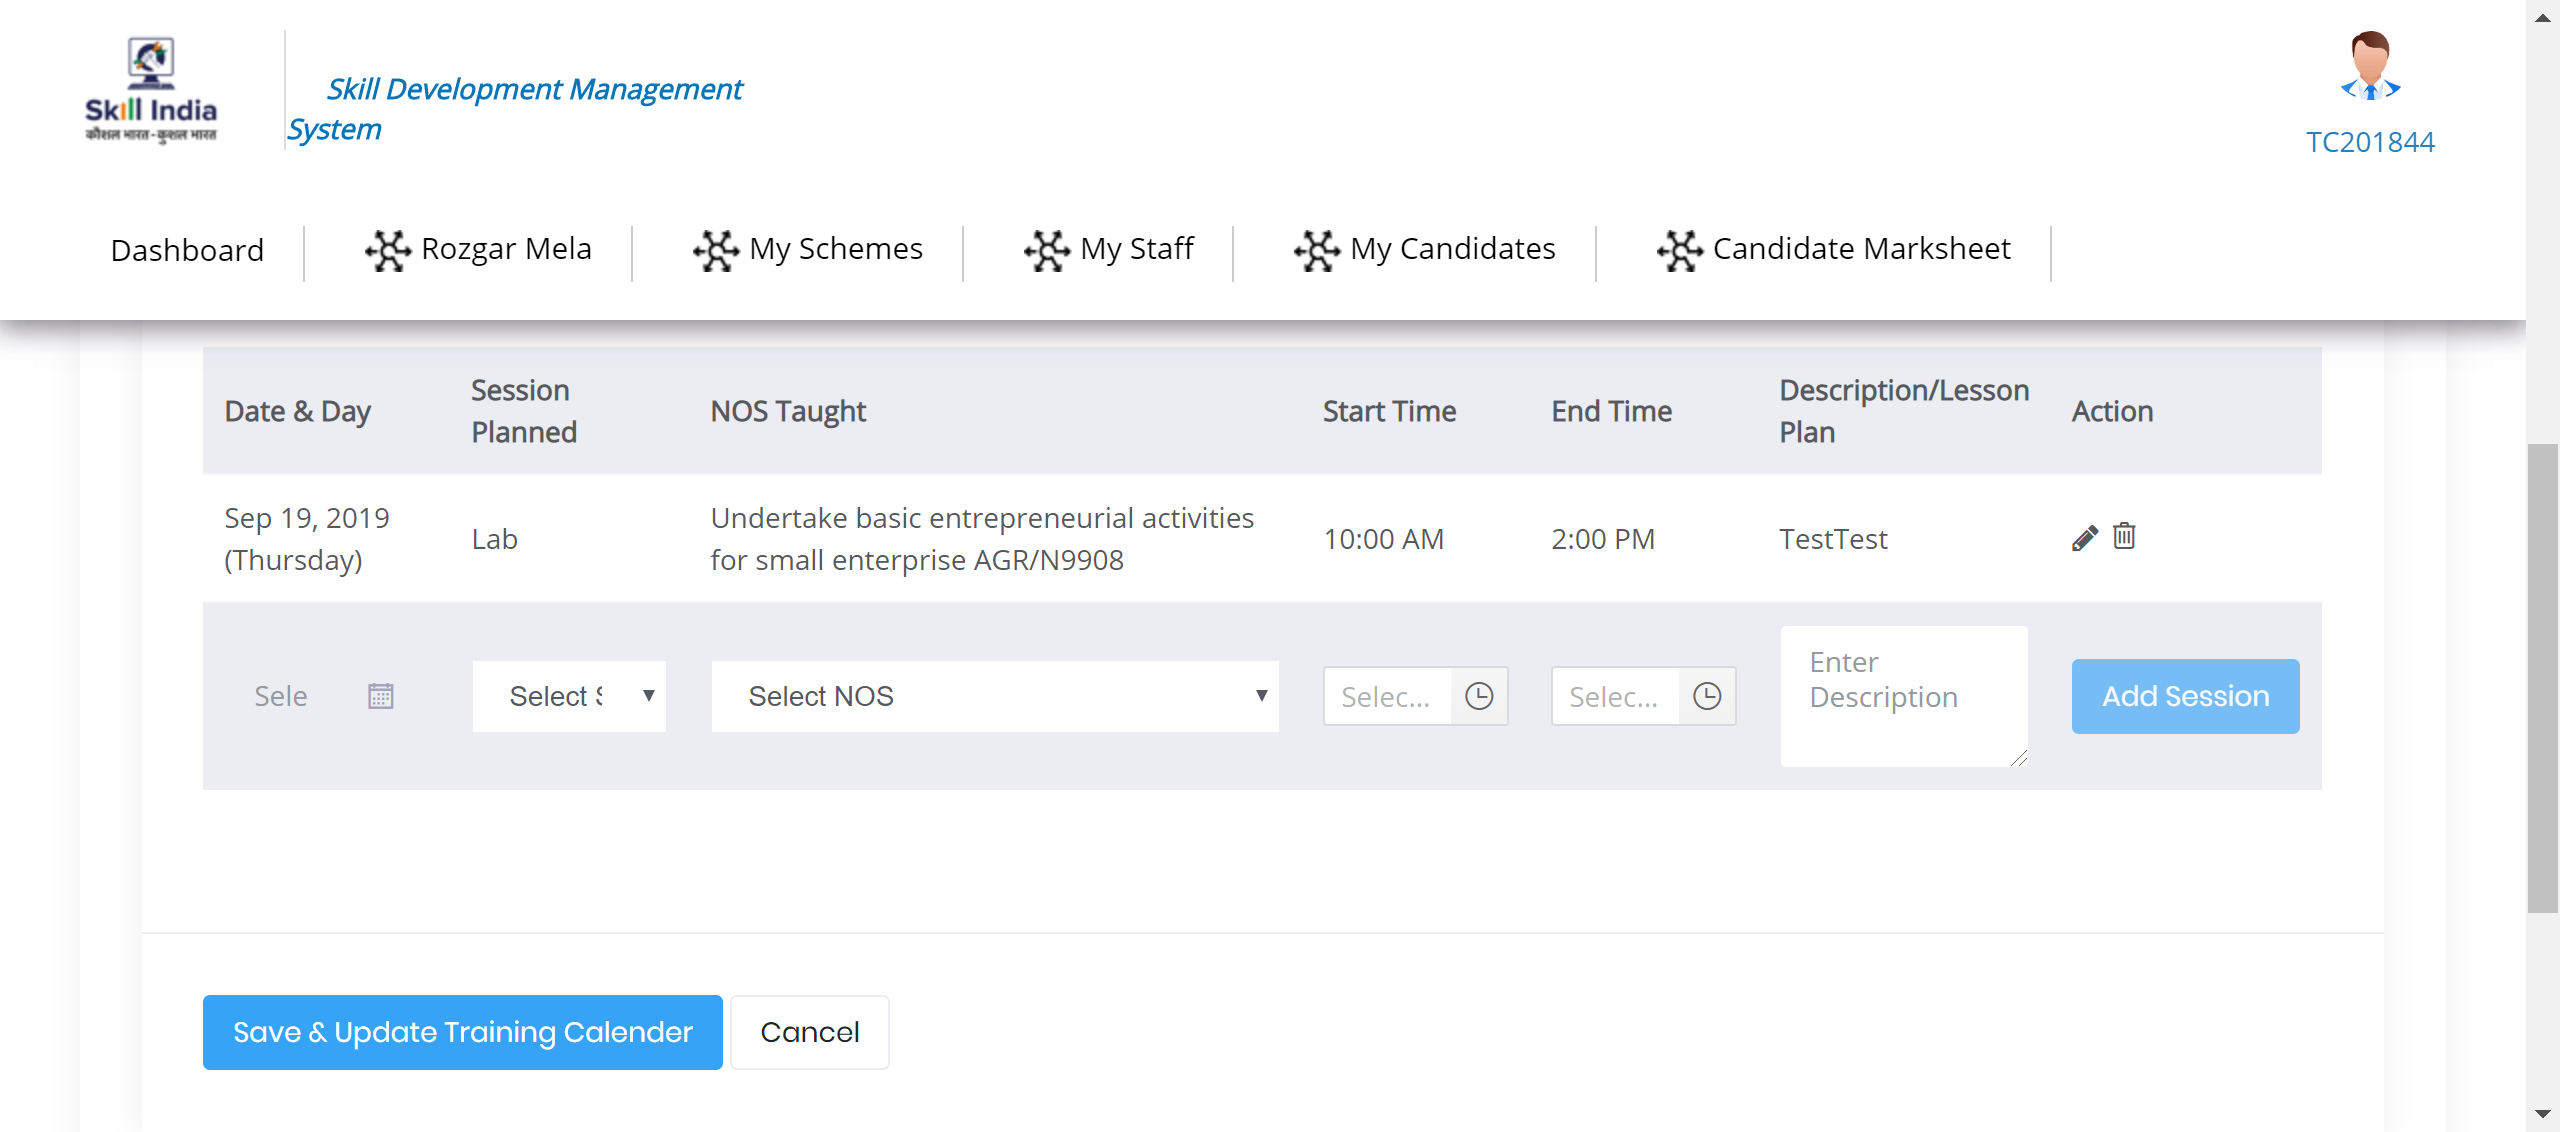 Skill India
कौशल भारत-कुशल भारत
Skill Development Management
System
TC201844
Dashboard
Rozgar Mela
My Schemes
My Staff
My Candidates
Candidate Marksheet
Date & Day
Session
Planned
NOS Taught
Start Time
End Time
Description/Lesson
Plan
Action
Sep 19, 2019
(Thursday)
Lab
Undertake basic entrepreneurial activities
for small enterprise AGR/N9908
10:00 AM
2:00 PM
TestTest
Sele
Select S
Select NOS
Selec...
Selec...
Enter
Description
Add Session
Save & Update Training Calender
Cancel